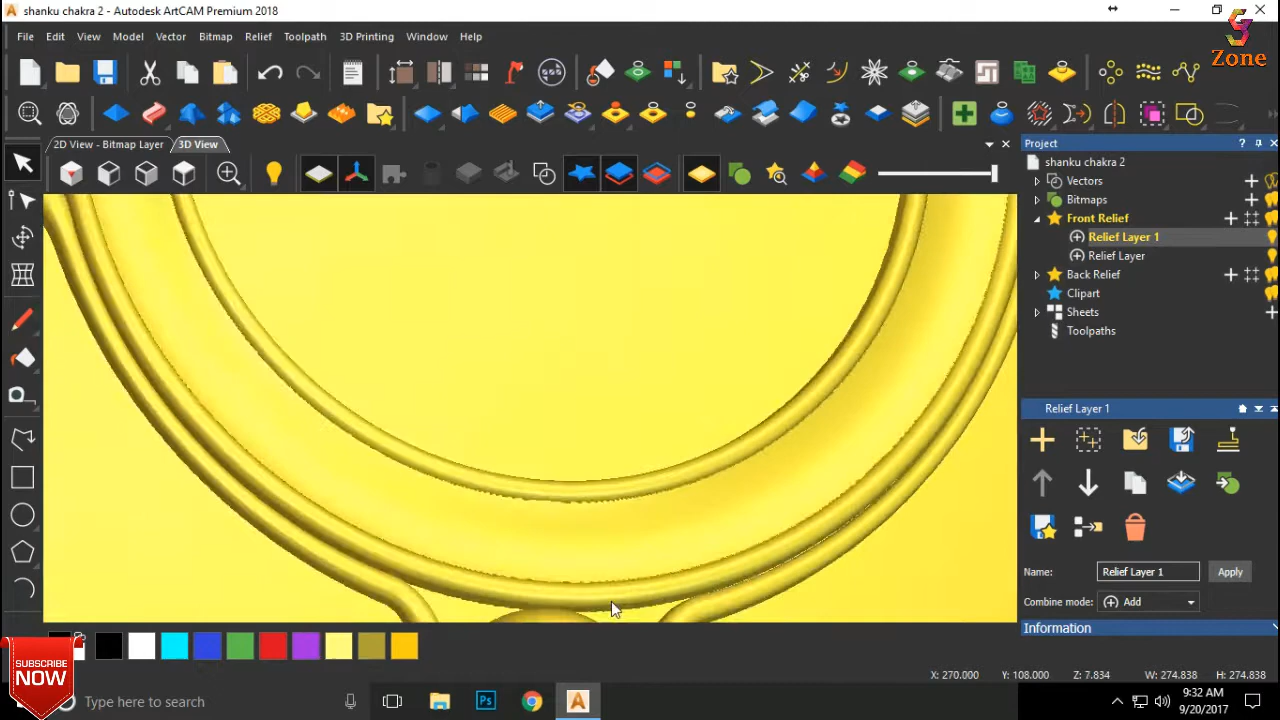 shanku chakra 2 - Autodesk ArtCAM Premium 2018
Zone
File Edit View Model Vector Bitmap Relief Toolpath 3D Printing Window Help
2D View - Bitmap Layer 3D View
Project
shanku chakra 2
Vectors
Bitmaps
Front Relief
Relief Layer 1
Relief Layer
Back Relief
Clipart
Sheets
Toolpaths
Relief Layer 1
Name: Relief Layer 1 Apply
Combine mode: Add
Information
SUBSCRIBE
NOW
X: 270.000 Y: 108.000 Z: 7.834 W: 274.838 H: 274.838
Type here to search
Ps
A
9:32 AM
9/20/2017